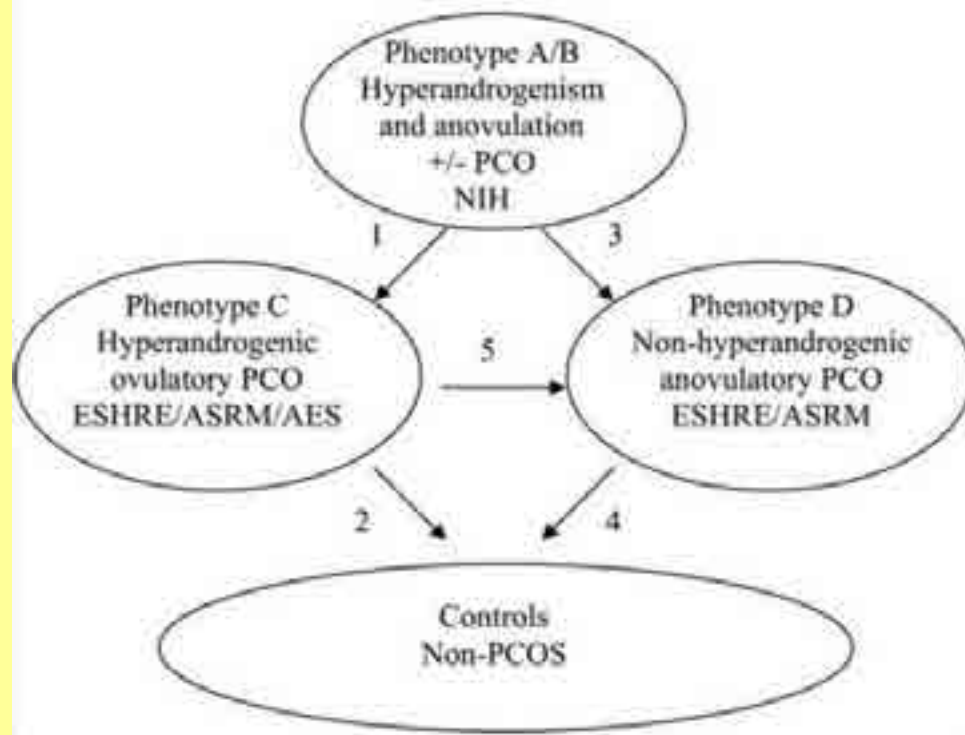 Phenotype A/B
Hyperandrogenism
and anovulation
+/- PCO
NIH
1
3
Phenotype C
Hyperandrogenic
ovulatory PCO
ESHRE/ASRM/AES
5
Phenotype D
Non-hyperandrogenic
anovulatory PCO
ESHRE/ASRM
2
4
Controls
Non-PCOS